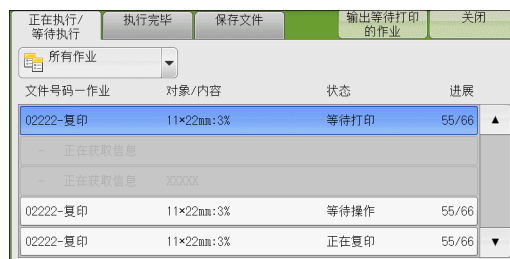 正在执行/
等待执行
执行完毕
保存文件
输出等待打印
的作业
关闭
所有作业
文件号码—作业 对象/内容 状态 进展
02222-复印 11×22mm:3% 等待打印 55/66
- 正在获取信息
- 正在获取信息 XXXXX
02222-复印 11×22mm:3% 等待操作 55/66
02222-复印 11×22mm:3% 正在复印 55/66